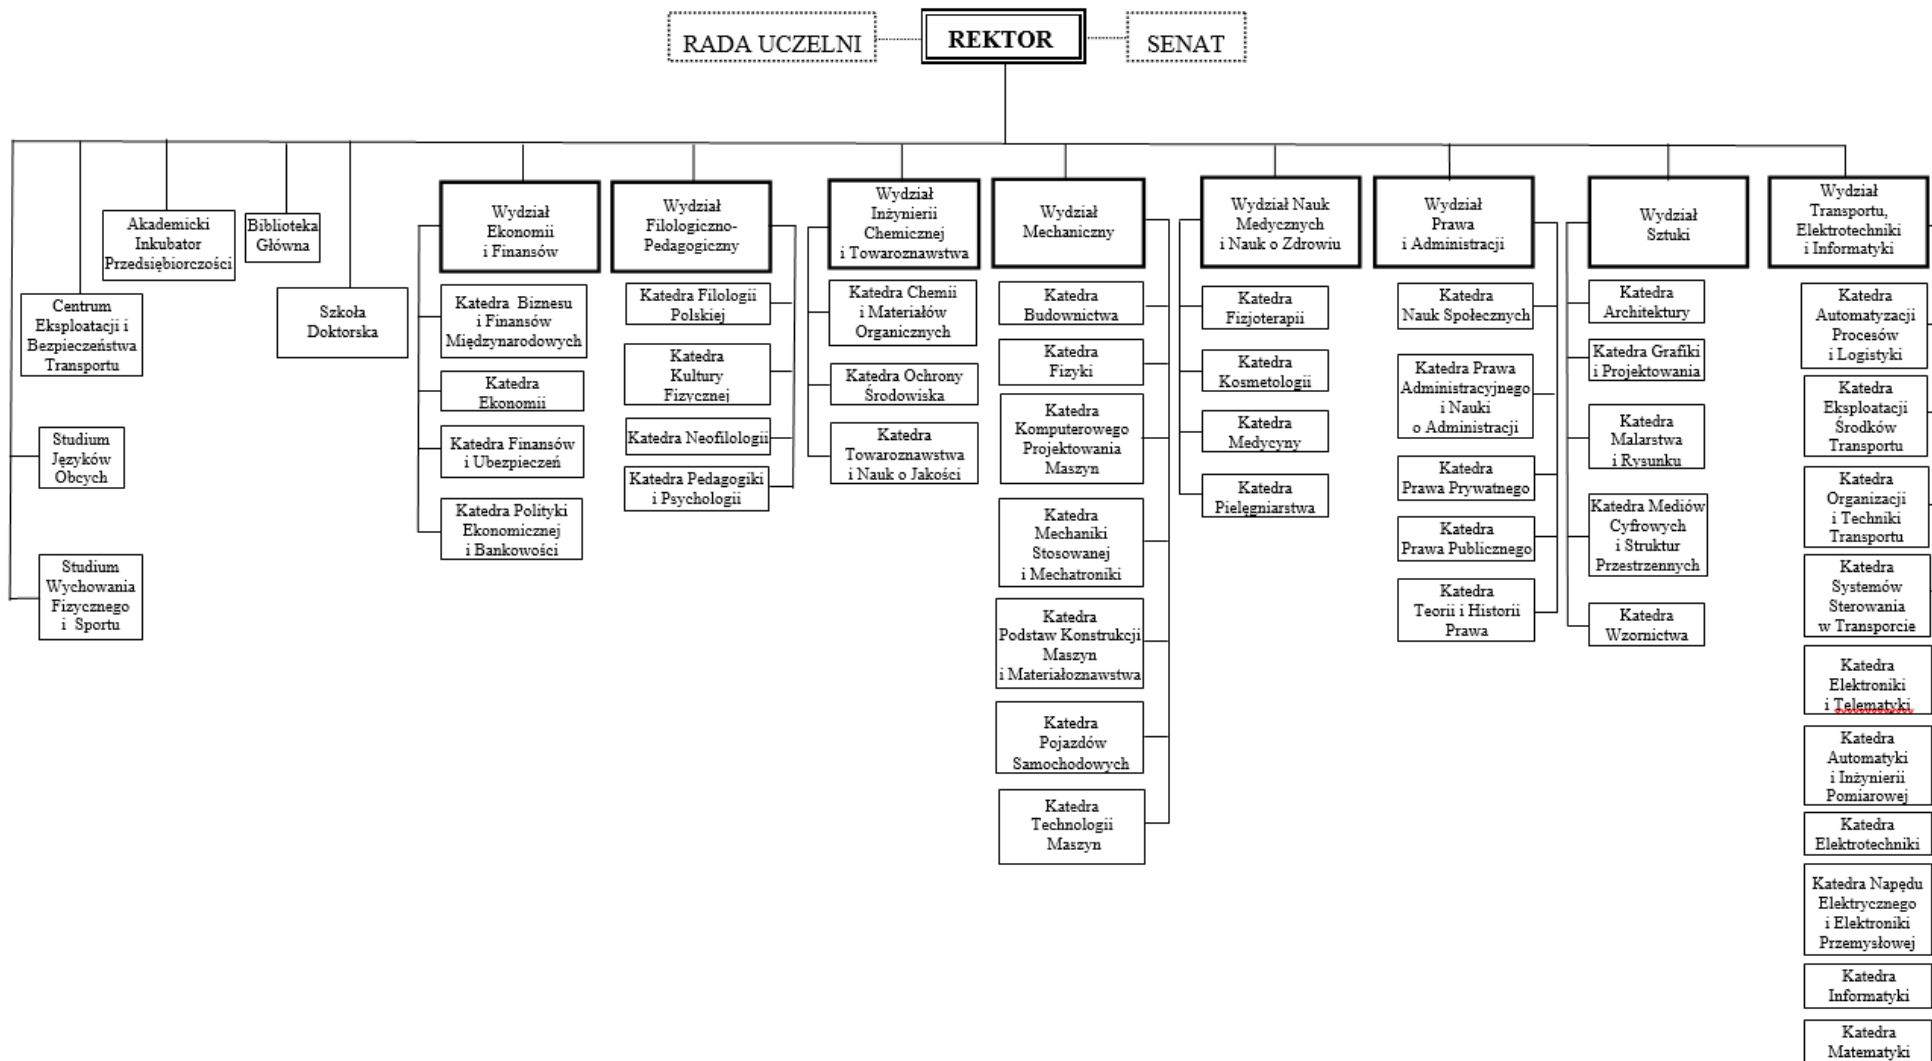 RADA UCZELNI
REKTOR
SENAT
Akademicki
Inkubator
Przedsiębiorczości
Biblioteka
Główna
Centrum
Eksploatacji i
Bezpieczeństwa
Transportu
Szkoła
Doktorska
Studium
Języków
Obcych
Studium
Wychowania
Fizycznego
i Sportu
Wydział
Ekonomii
i Finansów
Katedra Biznesu
i Finansów
Międzynarodowych
Katedra
Ekonomii
Katedra Finansów
i Ubezpieczeń
Katedra Polityki
Ekonomicznej
i Bankowości
Wydział
Filologiczno-
Pedagogiczny
Katedra Filologii
Polskiej
Katedra
Kultury
Fizycznej
Katedra Neofilologii
Katedra Pedagogiki
i Psychologii
Wydział
Inżynierii
Chemicznej
i Towaroznawstwa
Katedra Chemii
i Materiałów
Organicznych
Katedra Ochrony
Środowiska
Katedra
Towaroznawstwa
i Nauk o Jakości
Wydział
Mechaniczny
Katedra
Budownictwa
Katedra
Fizyki
Katedra
Komputerowego
Projektowania
Maszyn
Katedra
Mechaniki
Stosowanej
i Mechatroniki
Katedra
Podstaw Konstrukcji
Maszyn
i Materiałoznawstwa
Katedra
Pojazdów
Samochodowych
Katedra
Technologii
Maszyn
Wydział Nauk
Medycznych
i Nauk o Zdrowiu
Katedra
Fizjoterapii
Katedra
Kosmetologii
Katedra
Medycyny
Katedra
Pielęgniarstwa
Wydział
Prawa
i Administracji
Katedra
Nauk Społecznych
Katedra Prawa
Administracyjnego
i Nauki
o Administracji
Katedra
Prawa Prywatnego
Katedra
Prawa Publicznego
Katedra
Teorii i Historii
Prawa
Wydział
Sztuki
Katedra
Architektury
Katedra Grafiki
i Projektowania
Katedra
Malarstwa
i Rysunku
Katedra Mediów
Cyfrowych
i Struktur
Przestrzennych
Katedra
Wzornictwa
Wydział
Transportu,
Elektrotechniki
i Informatyki
Katedra
Automatyzacji
Procesów
i Logistyki
Katedra
Eksploatacji
Środków
Transportu
Katedra
Organizacji
i Techniki
Transportu
Katedra
Systemów
Sterowania
w Transporcie
Katedra
Elektroniki
i Telematyki
Katedra
Automatyki
i Inżynierii
Pomiarowej
Katedra
Elektrotechniki
Katedra Napędu
Elektrycznego
i Elektroniki
Przemysłowej
Katedra
Informatyki
Katedra
Matematyki